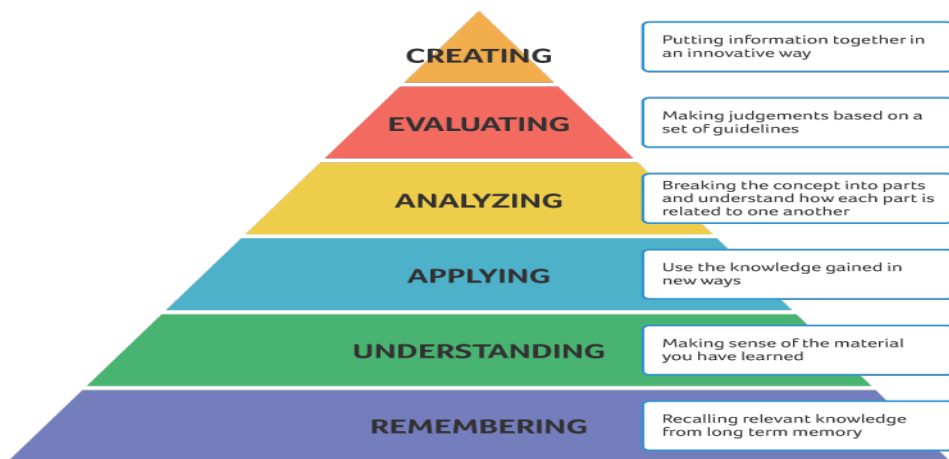 CREATING
Putting information together in
an innovative way
EVALUATING
Making judgements based on a
set of guidelines
ANALYZING
Breaking the concept into parts
and understand how each part is
related to one another
APPLYING
Use the knowledge gained in
new ways
UNDERSTANDING
Making sense of the material
you have learned
REMEMBERING
Recalling relevant knowledge
from long term memory